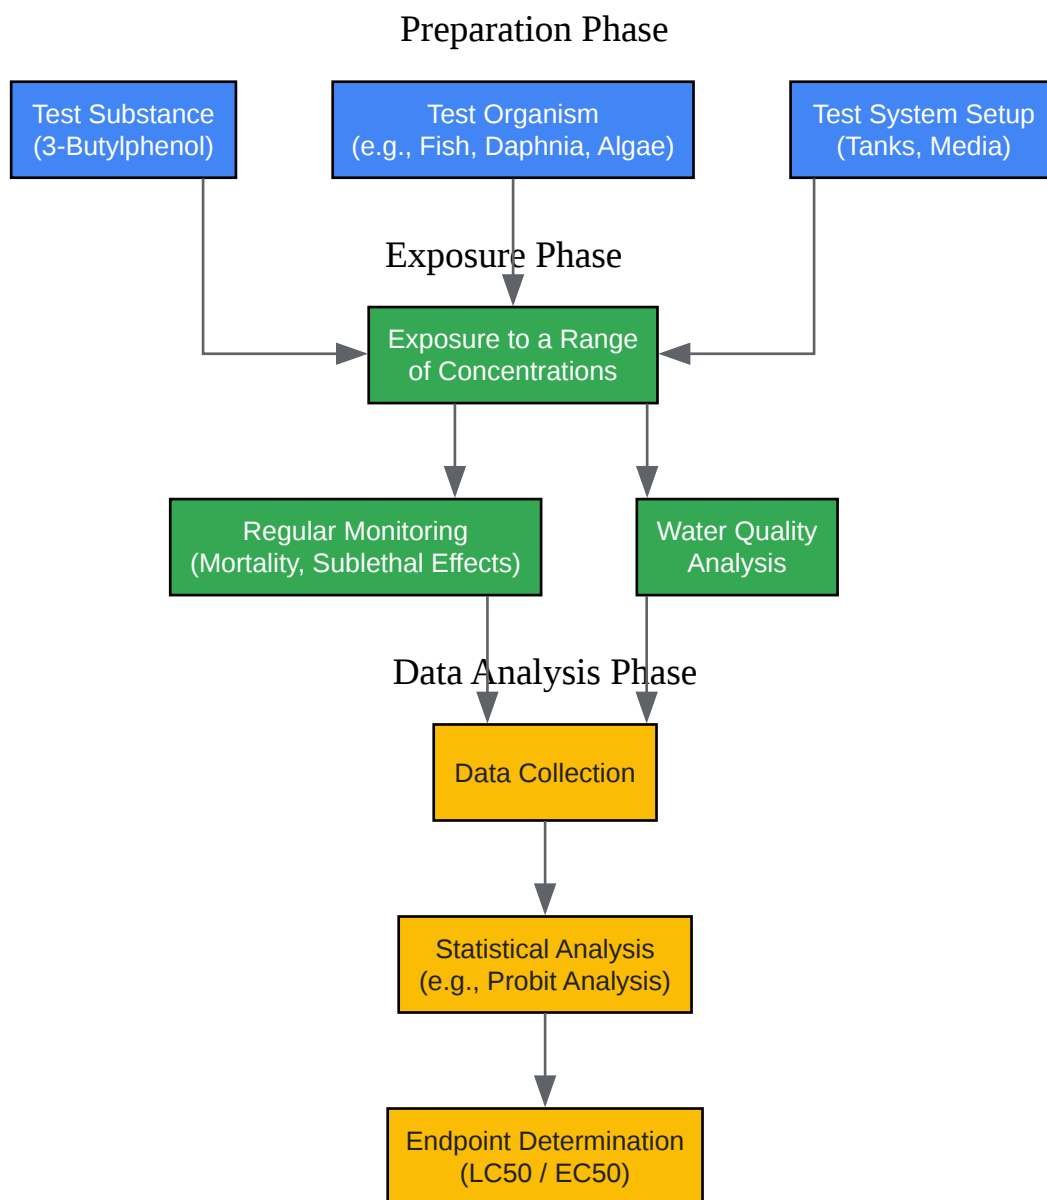 Preparation Phase
Test Substance
(3-Butylphenol)
Test Organism
(e.g., Fish, Daphnia, Algae)
Test System Setup
(Tanks, Media)
Exposure Phase
Exposure to a Range
of Concentrations
Regular Monitoring
(Mortality, Sublethal Effects)
Water Quality
Analysis
Data Analysis Phase
Data Collection
Statistical Analysis
(e.g., Probit Analysis)
Endpoint Determination
(LC50 / EC50)